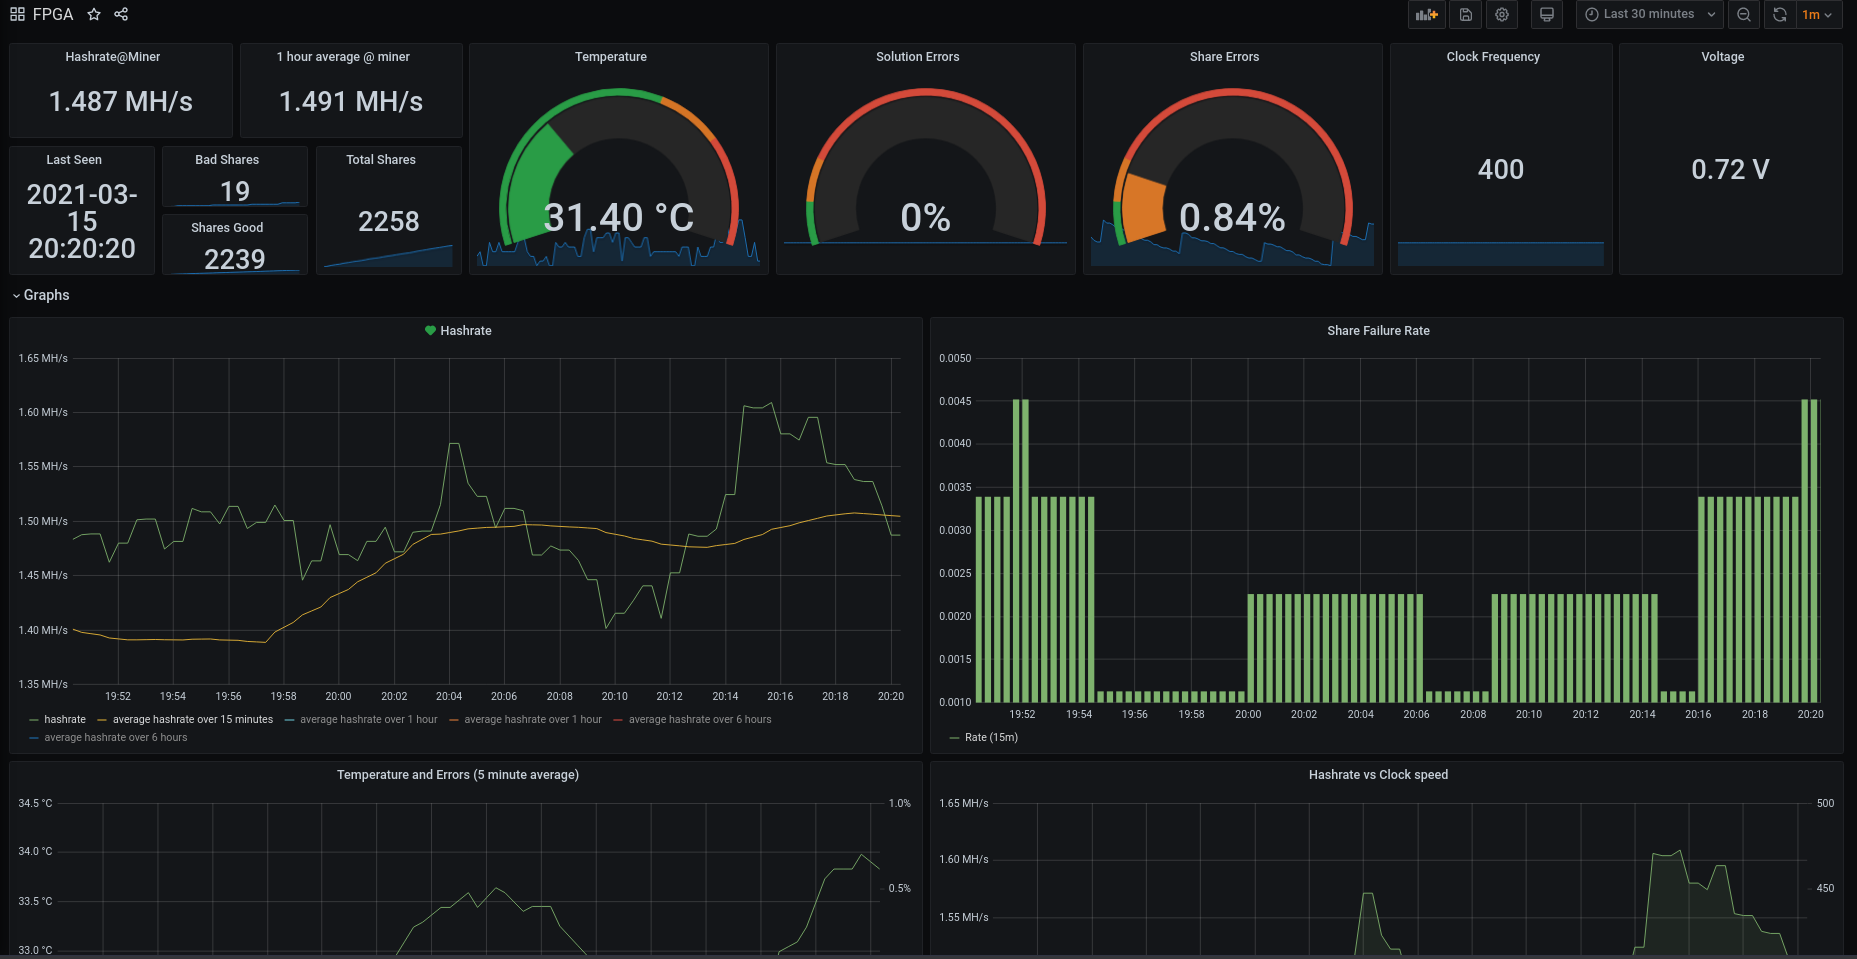 FPGA
Last 30 minutes
1m
Hashrate@Miner
1.487 MH/s
1 hour average @ miner
1.491 MH/s
Temperature
31.40 °C
Solution Errors
0%
Share Errors
0.84%
Clock Frequency
400
Voltage
0.72 V
Last Seen
2021-03-
15
20:20:20
Bad Shares
19
Shares Good
2239
Total Shares
2258
Graphs
Hashrate
1.65 MH/s
1.60 MH/s
1.55 MH/s
1.50 MH/s
1.45 MH/s
1.40 MH/s
1.35 MH/s
19:52 19:54 19:56 19:58 20:00 20:02 20:04 20:06 20:08 20:10 20:12 20:14 20:16 20:18 20:20
hashrate average hashrate over 15 minutes average hashrate over 1 hour average hashrate over 1 hour average hashrate over 6 hours
average hashrate over 6 hours
Share Failure Rate
0.0050
0.0045
0.0040
0.0035
0.0030
0.0025
0.0020
0.0015
0.0010
19:52 19:54 19:56 19:58 20:00 20:02 20:04 20:06 20:08 20:10 20:12 20:14 20:16 20:18 20:20
Rate (15m)
Temperature and Errors (5 minute average)
34.5 °C
34.0 °C
33.5 °C
33.0 °C
1.0%
0.5%
Hashrate vs Clock speed
1.65 MH/s
1.60 MH/s
1.55 MH/s
500
450